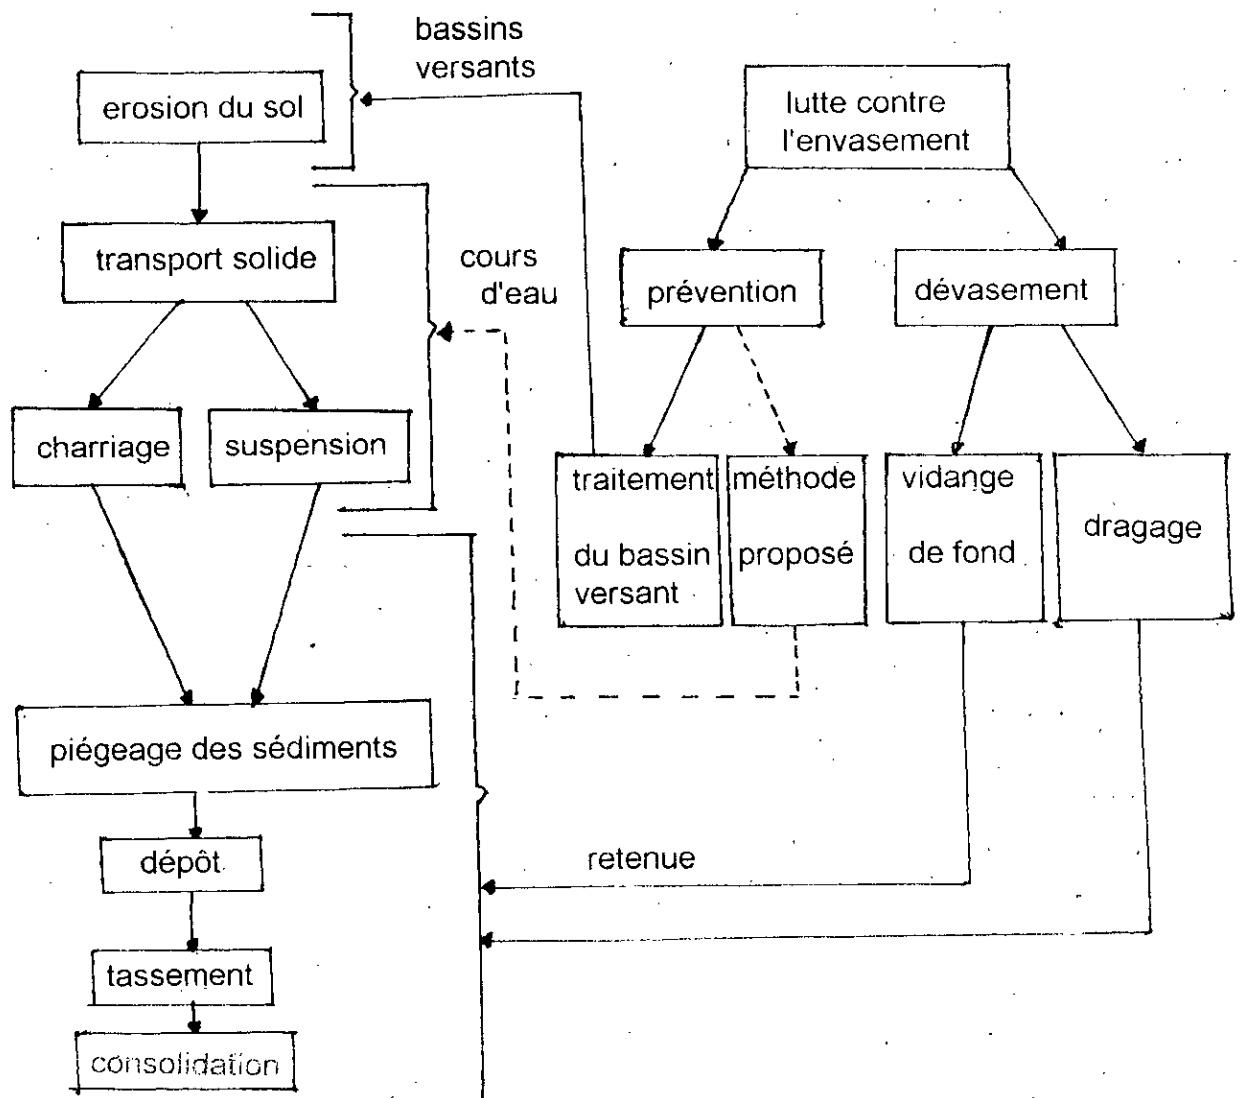 bassins
versants
erosion du sol
lutte contre
l'envasement
transport solide
cours
d'eau
prévention
dévasement
charriage
suspension
traitement
du bassin
versant
méthode
proposé
vidange
de fond
dragage
piégeage des sédiments
dépôt
retenue
tassement
consolidation